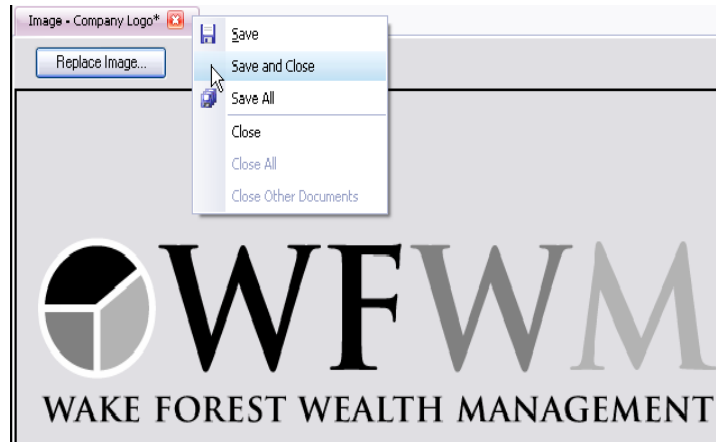 Image - Company Logo*
Replace Image...
Save
Save and Close
Save All
Close
Close All
Close Other Documents
WFWM
WAKE FOREST WEALTH MANAGEMENT